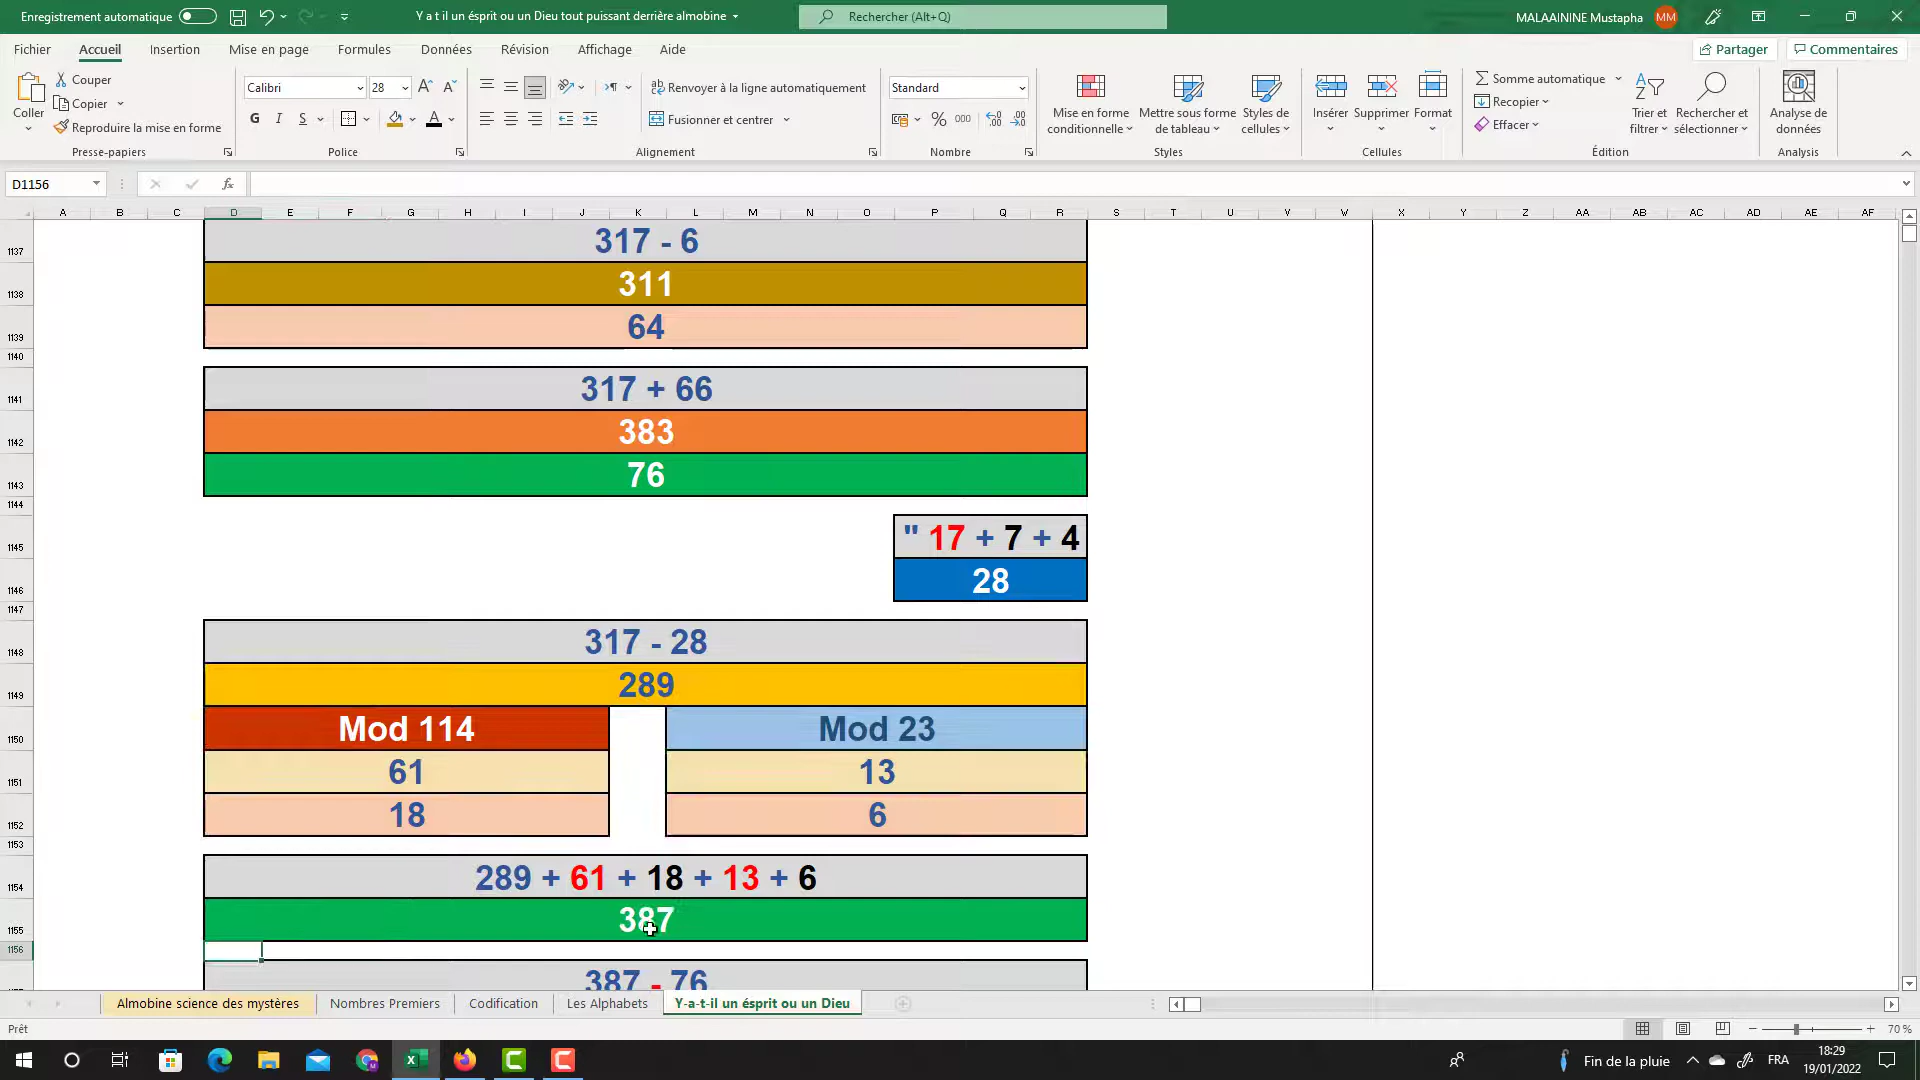 Enregistrement automatique
Y a t il un ésprit ou un Dieu tout puissant derrière almobine
Rechercher (Alt+Q)
MALAAININE Mustapha
MM
Fichier Accueil Insertion Mise en page Formules Données Révision Affichage Aide
Partager Commentaires
Coller
Couper
Copier
Reproduire la mise en forme
Presse-papiers
Calibri 28
G I S
Police
Renvoyer à la ligne automatiquement
Fusionner et centrer
Alignement
Standard
% 000
Nombre
Mise en forme conditionnelle
Mettre sous forme de tableau
Styles de cellules
Styles
Insérer Supprimer Format
Cellules
Somme automatique
Recopier
Effacer
Trier et filtrer
Rechercher et sélectionner
Édition
Analyse de données
Analysis
D1156
fx
A B C D E F G H I J K L M N O P Q R S T U V W X Y Z AA AB AC AD AE AF
1137 317 - 6
1138 311
1139 64
1140
1141 317 + 66
1142 383
1143 76
1144
1145 " 17 + 7 + 4
1146 28
1147
1148 317 - 28
1149 289
1150 Mod 114 Mod 23
1151 61 13
1152 18 6
1153
1154 289 + 61 + 18 + 13 + 6
1155 387
1156
387 - 76
Almobine science des mystères Nombres Premiers Codification Les Alphabets Y-a-t-il un ésprit ou un Dieu
Prêt
70 %
Fin de la pluie
FRA
18:29
19/01/2022